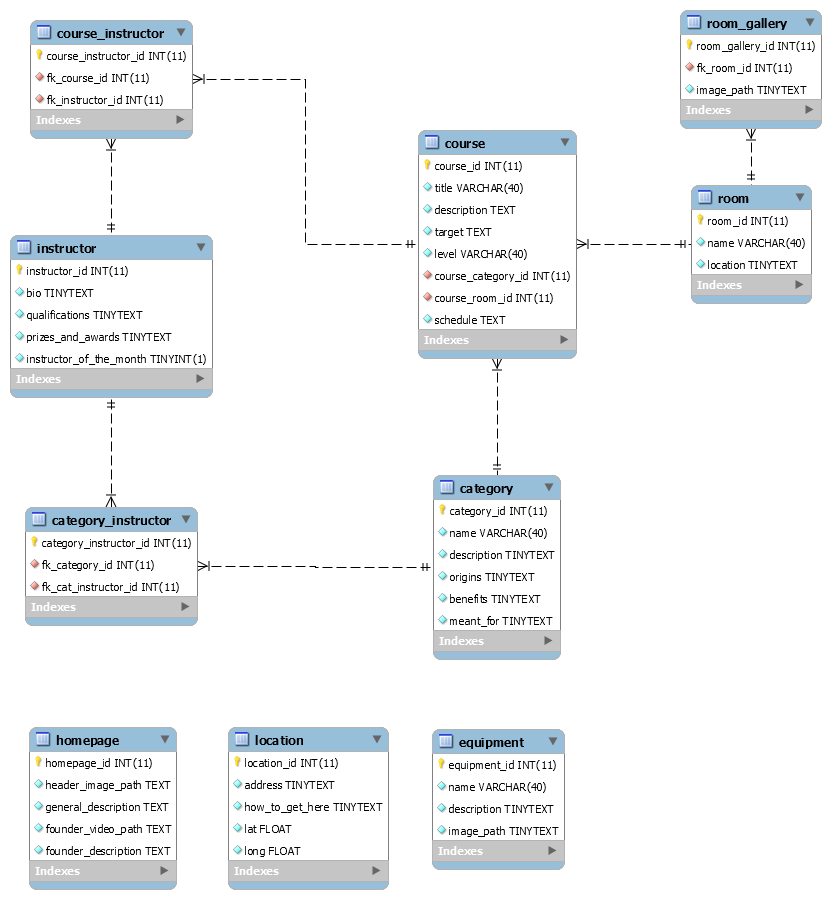 course_instructor
course_instructor_id INT(11)
fk_course_id INT(11)
fk_instructor_id INT(11)
Indexes
room_gallery
room_gallery_id INT(11)
fk_room_id INT(11)
image_path TINYTEXT
Indexes
course
course_id INT(11)
title VARCHAR(40)
description TEXT
target TEXT
level VARCHAR(40)
course_category_id INT(11)
course_room_id INT(11)
schedule TEXT
Indexes
room
room_id INT(11)
name VARCHAR(40)
location TINYTEXT
Indexes
instructor
instructor_id INT(11)
bio TINYTEXT
qualifications TINYTEXT
prizes_and_awards TINYTEXT
instructor_of_the_month TINYINT(1)
Indexes
category_instructor
category_instructor_id INT(11)
fk_category_id INT(11)
fk_cat_instructor_id INT(11)
Indexes
category
category_id INT(11)
name VARCHAR(40)
description TINYTEXT
origins TINYTEXT
benefits TINYTEXT
meant_for TINYTEXT
Indexes
homepage
homepage_id INT(11)
header_image_path TEXT
general_description TEXT
founder_video_path TEXT
founder_description TEXT
Indexes
location
location_id INT(11)
address TINYTEXT
how_to_get_here TINYTEXT
lat FLOAT
long FLOAT
Indexes
equipment
equipment_id INT(11)
name VARCHAR(40)
description TINYTEXT
image_path TINYTEXT
Indexes